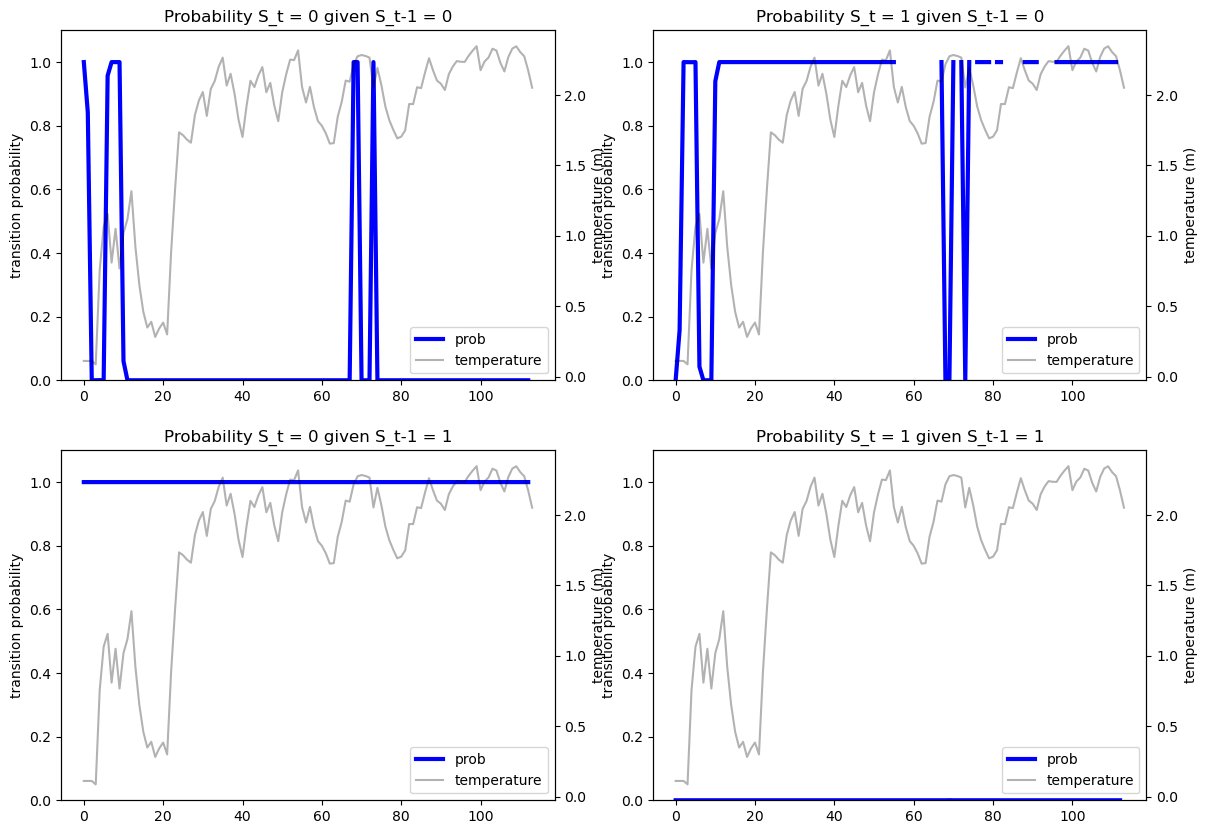 Probability S_t = 0 given S_t-1 = 0
1.0
0.8
0.6
0.4
0.2
0.0
transition probability
2.0
1.5
1.0
0.5
0.0
temperature (m)
0 20 40 60 80 100
prob
temperature
Probability S_t = 1 given S_t-1 = 0
1.0
0.8
0.6
0.4
0.2
0.0
transition probability
2.0
1.5
1.0
0.5
0.0
temperature (m)
0 20 40 60 80 100
prob
temperature
Probability S_t = 0 given S_t-1 = 1
1.0
0.8
0.6
0.4
0.2
0.0
transition probability
2.0
1.5
1.0
0.5
0.0
temperature (m)
0 20 40 60 80 100
prob
temperature
Probability S_t = 1 given S_t-1 = 1
1.0
0.8
0.6
0.4
0.2
0.0
transition probability
2.0
1.5
1.0
0.5
0.0
temperature (m)
0 20 40 60 80 100
prob
temperature